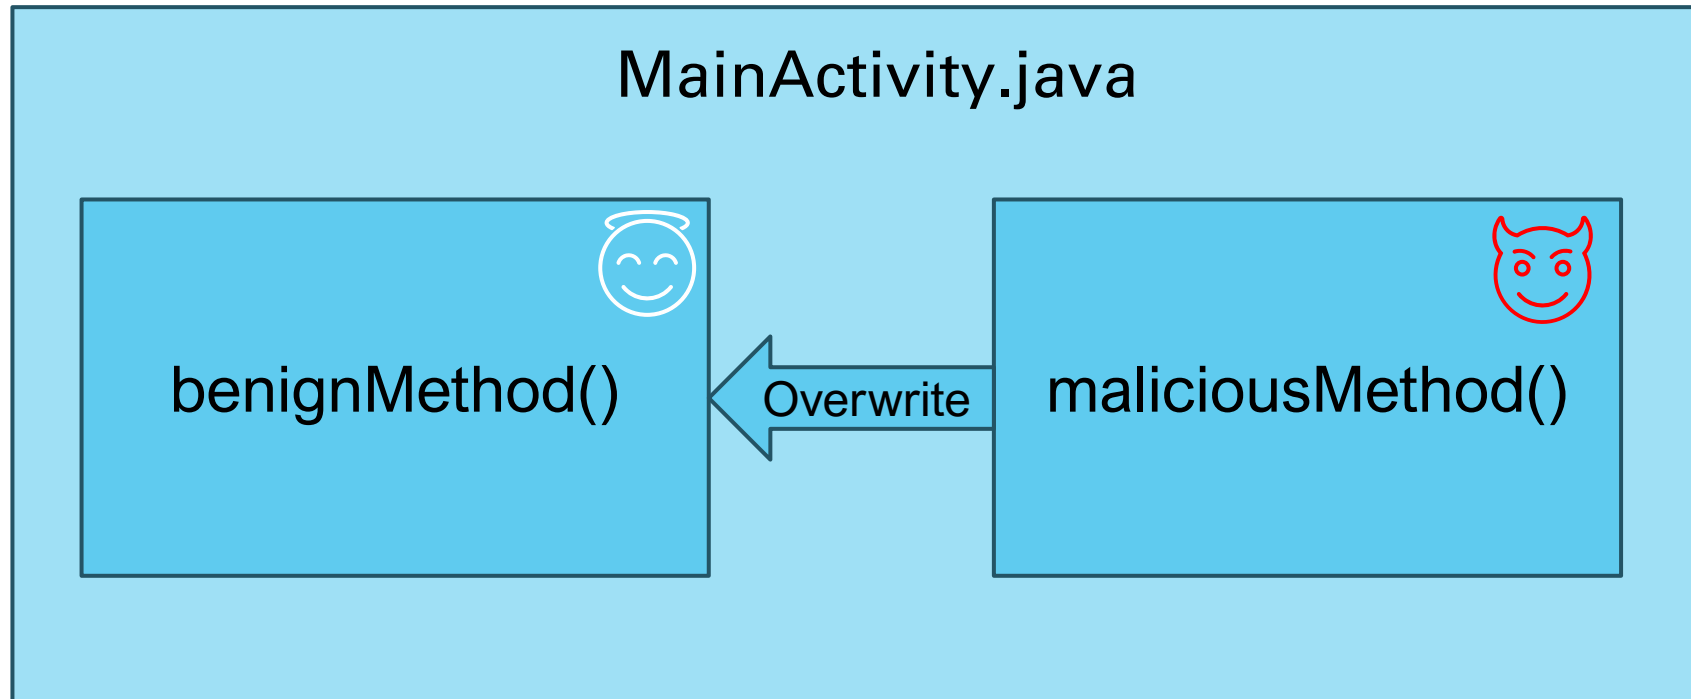 MainActivity.java
benignMethod()
Overwrite
maliciousMethod()